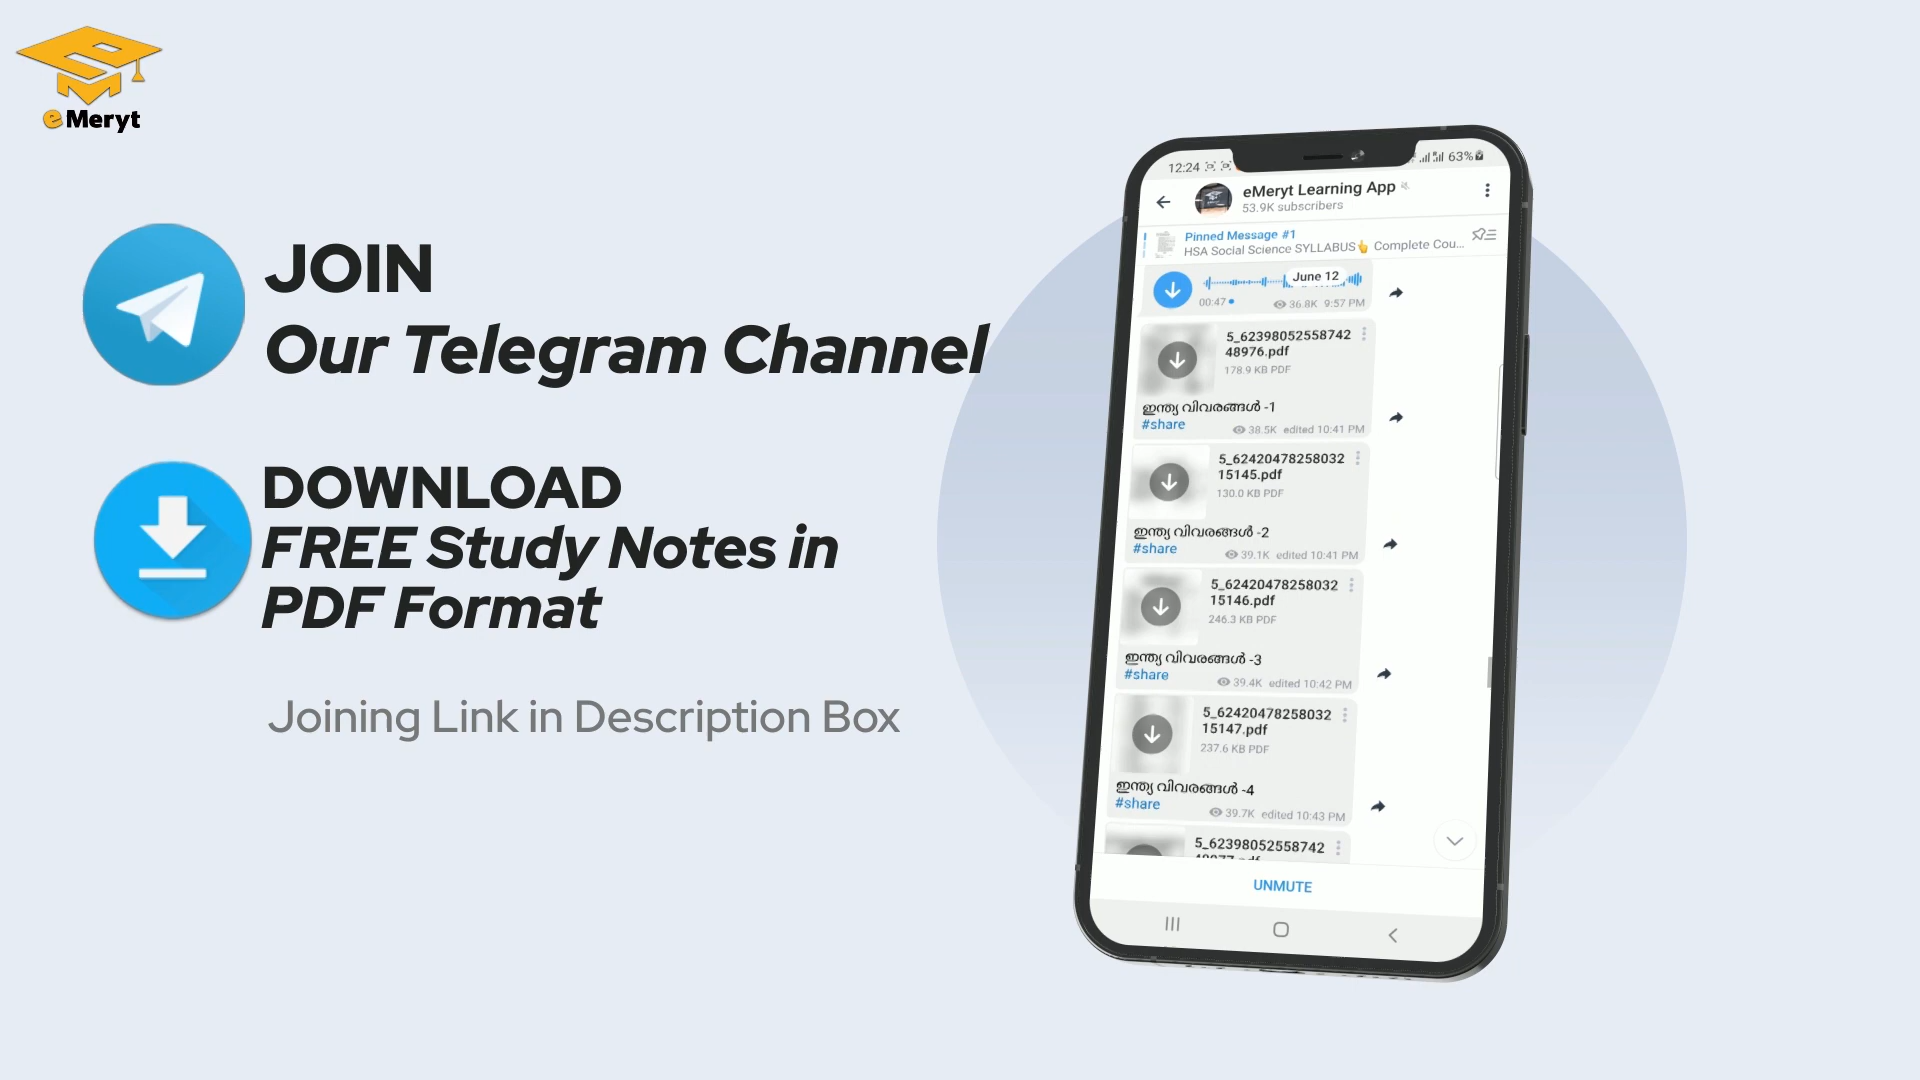 eMeryt
JOIN
Our Telegram Channel
DOWNLOAD
FREE Study Notes in
PDF Format
Joining Link in Description Box
12:24
63%
eMeryt Learning App
53.9K subscribers
Pinned Message #1
HSA Social Science SYLLABUS👆 Complete Cou...
June 12
00:47
36.8K 9:57 PM
5_62398052558742
48976.pdf
178.9 KB PDF
ഇന്ത്യ വിവരങ്ങൾ -1
#share
38.5K edited 10:41 PM
5_62420478258032
15145.pdf
130.0 KB PDF
ഇന്ത്യ വിവരങ്ങൾ -2
#share
39.1K edited 10:41 PM
5_62420478258032
15146.pdf
246.3 KB PDF
ഇന്ത്യ വിവരങ്ങൾ -3
#share
39.4K edited 10:42 PM
5_62420478258032
15147.pdf
237.6 KB PDF
ഇന്ത്യ വിവരങ്ങൾ -4
#share
39.7K edited 10:43 PM
5_62398052558742
UNMUTE